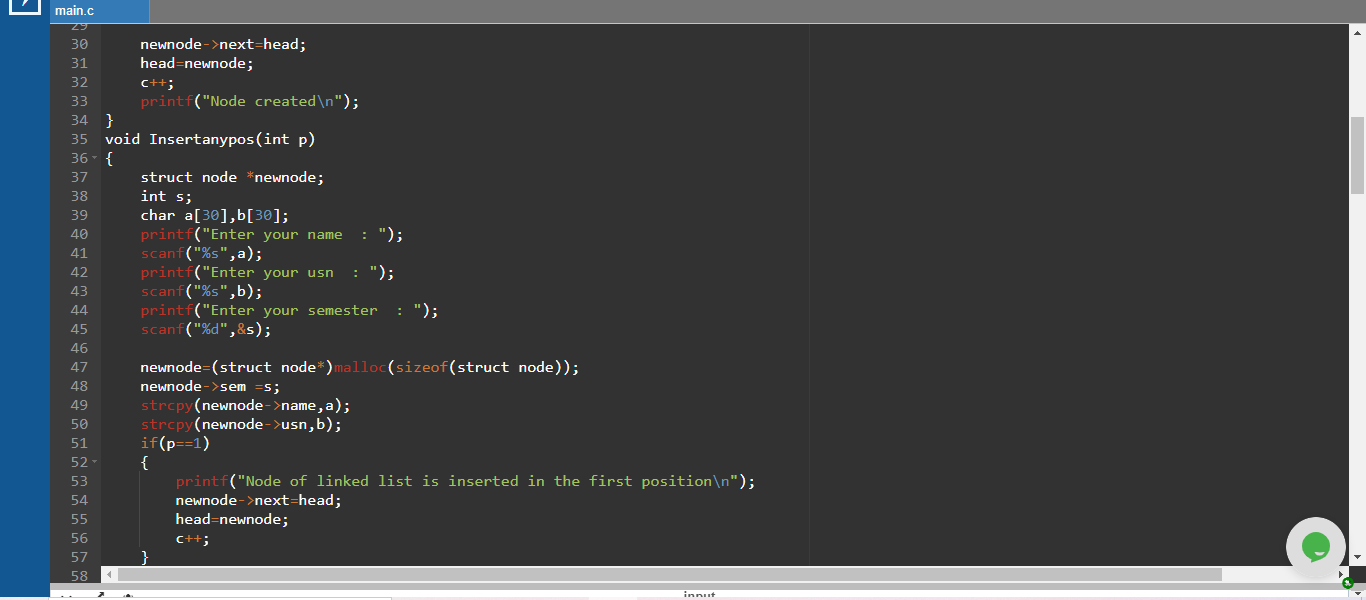 main.c
29
30 newnode->next=head;
31 head=newnode;
32 c++;
33 printf("Node created\n");
34 }
35 void Insertanypos(int p)
36 {
37 struct node *newnode;
38 int s;
39 char a[30],b[30];
40 printf("Enter your name  : ");
41 scanf("%s",a);
42 printf("Enter your usn  : ");
43 scanf("%s",b);
44 printf("Enter your semester  : ");
45 scanf("%d",&s);
46
47 newnode=(struct node*)malloc(sizeof(struct node));
48 newnode->sem =s;
49 strcpy(newnode->name,a);
50 strcpy(newnode->usn,b);
51 if(p==1)
52 {
53 printf("Node of linked list is inserted in the first position\n");
54 newnode->next=head;
55 head=newnode;
56 c++;
57 }
58
input